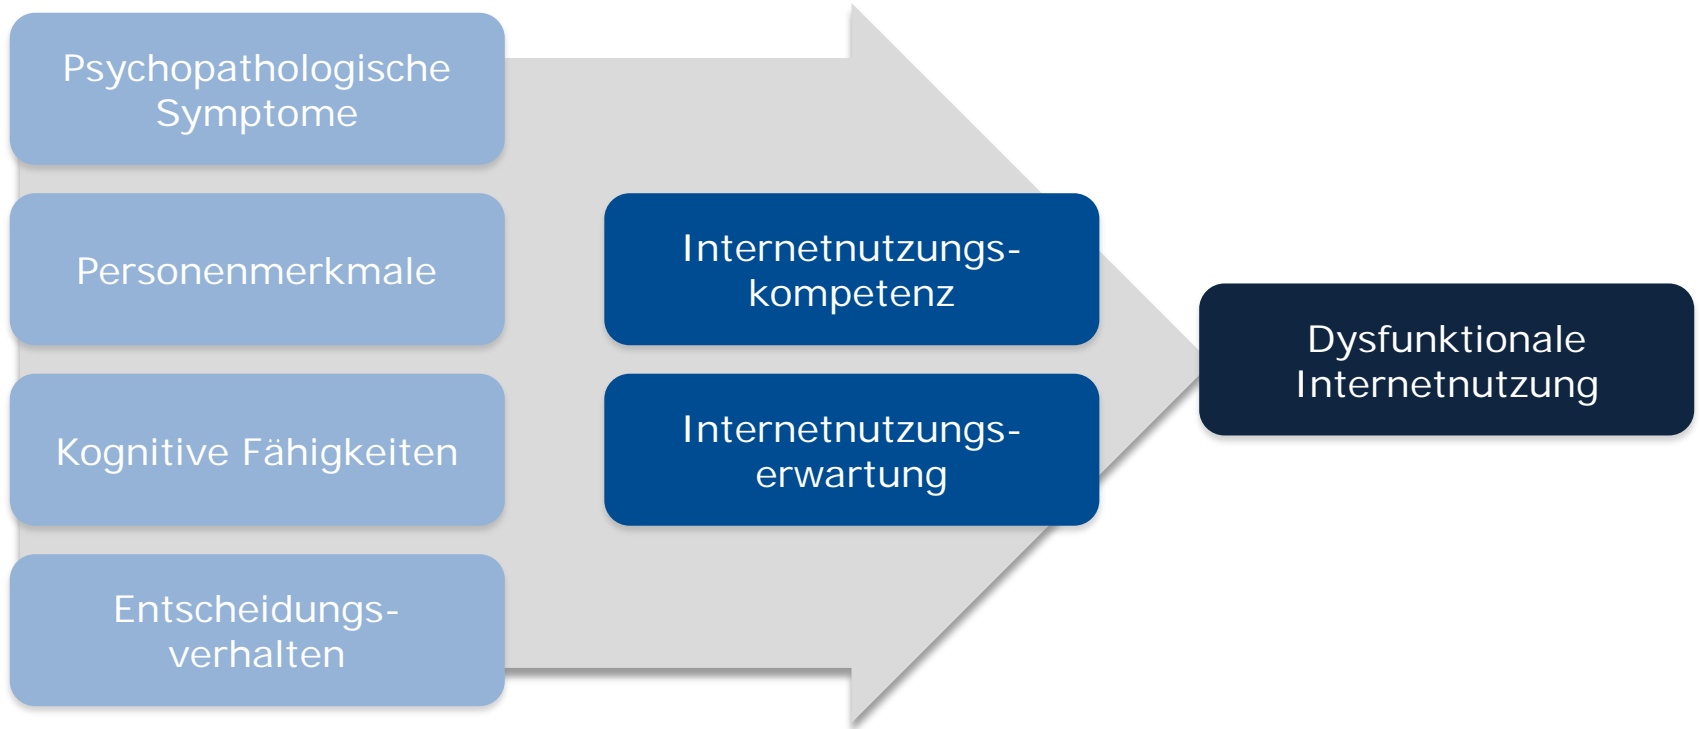 Psychopathologische
Symptome
Personenmerkmale
Kognitive Fähigkeiten
Entscheidungs-
verhalten
Internetnutzungs-
kompetenz
Internetnutzungs-
erwartung
Dysfunktionale
Internetnutzung